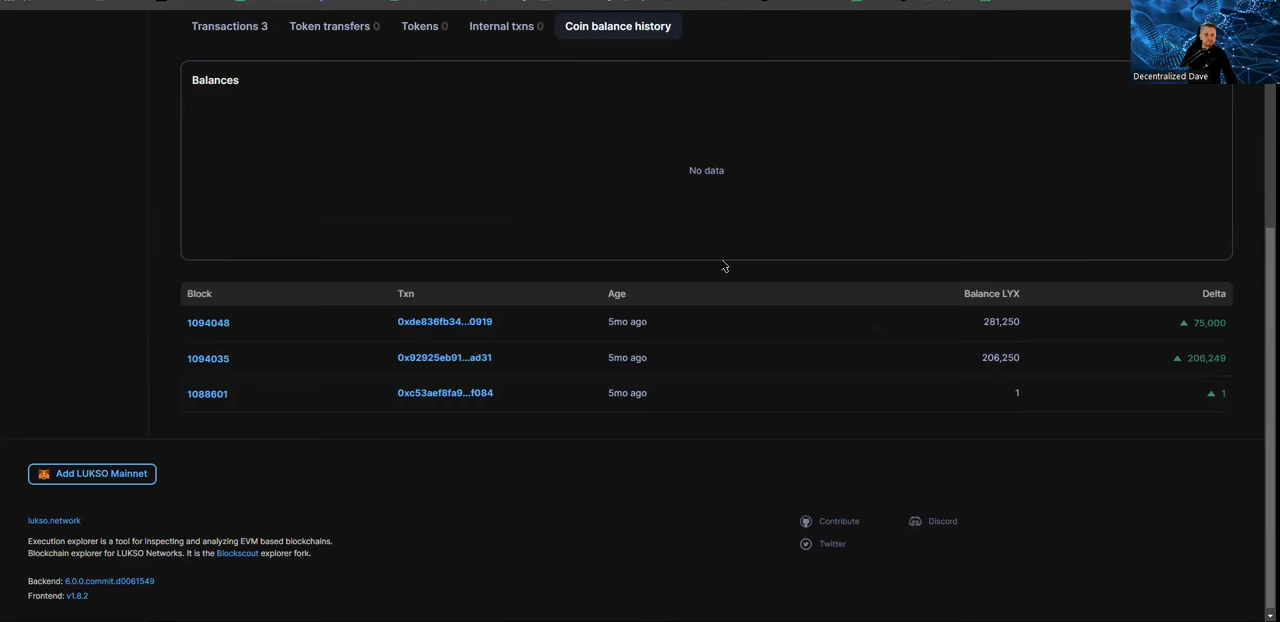 Transactions 3 Token transfers 0 Tokens 0 Internal txns 0 Coin balance history
Decentralized Dave
Balances
No data
Block Txn Age Balance LYX Delta
1094048 0xde836fb34...0919 5mo ago 281,250 ▲ 75,000
1094035 0x92925eb91...ad31 5mo ago 206,250 ▲ 206,249
1088601 0xc53aef8fa9...f084 5mo ago 1 ▲ 1
Add LUKSO Mainnet
lukso.network
Contribute Discord
Execution explorer is a tool for inspecting and analyzing EVM based blockchains.
Twitter
Blockchain explorer for LUKSO Networks. It is the Blockscout explorer fork.
Backend: 6.0.0.commit.d0061549
Frontend: v1.8.2